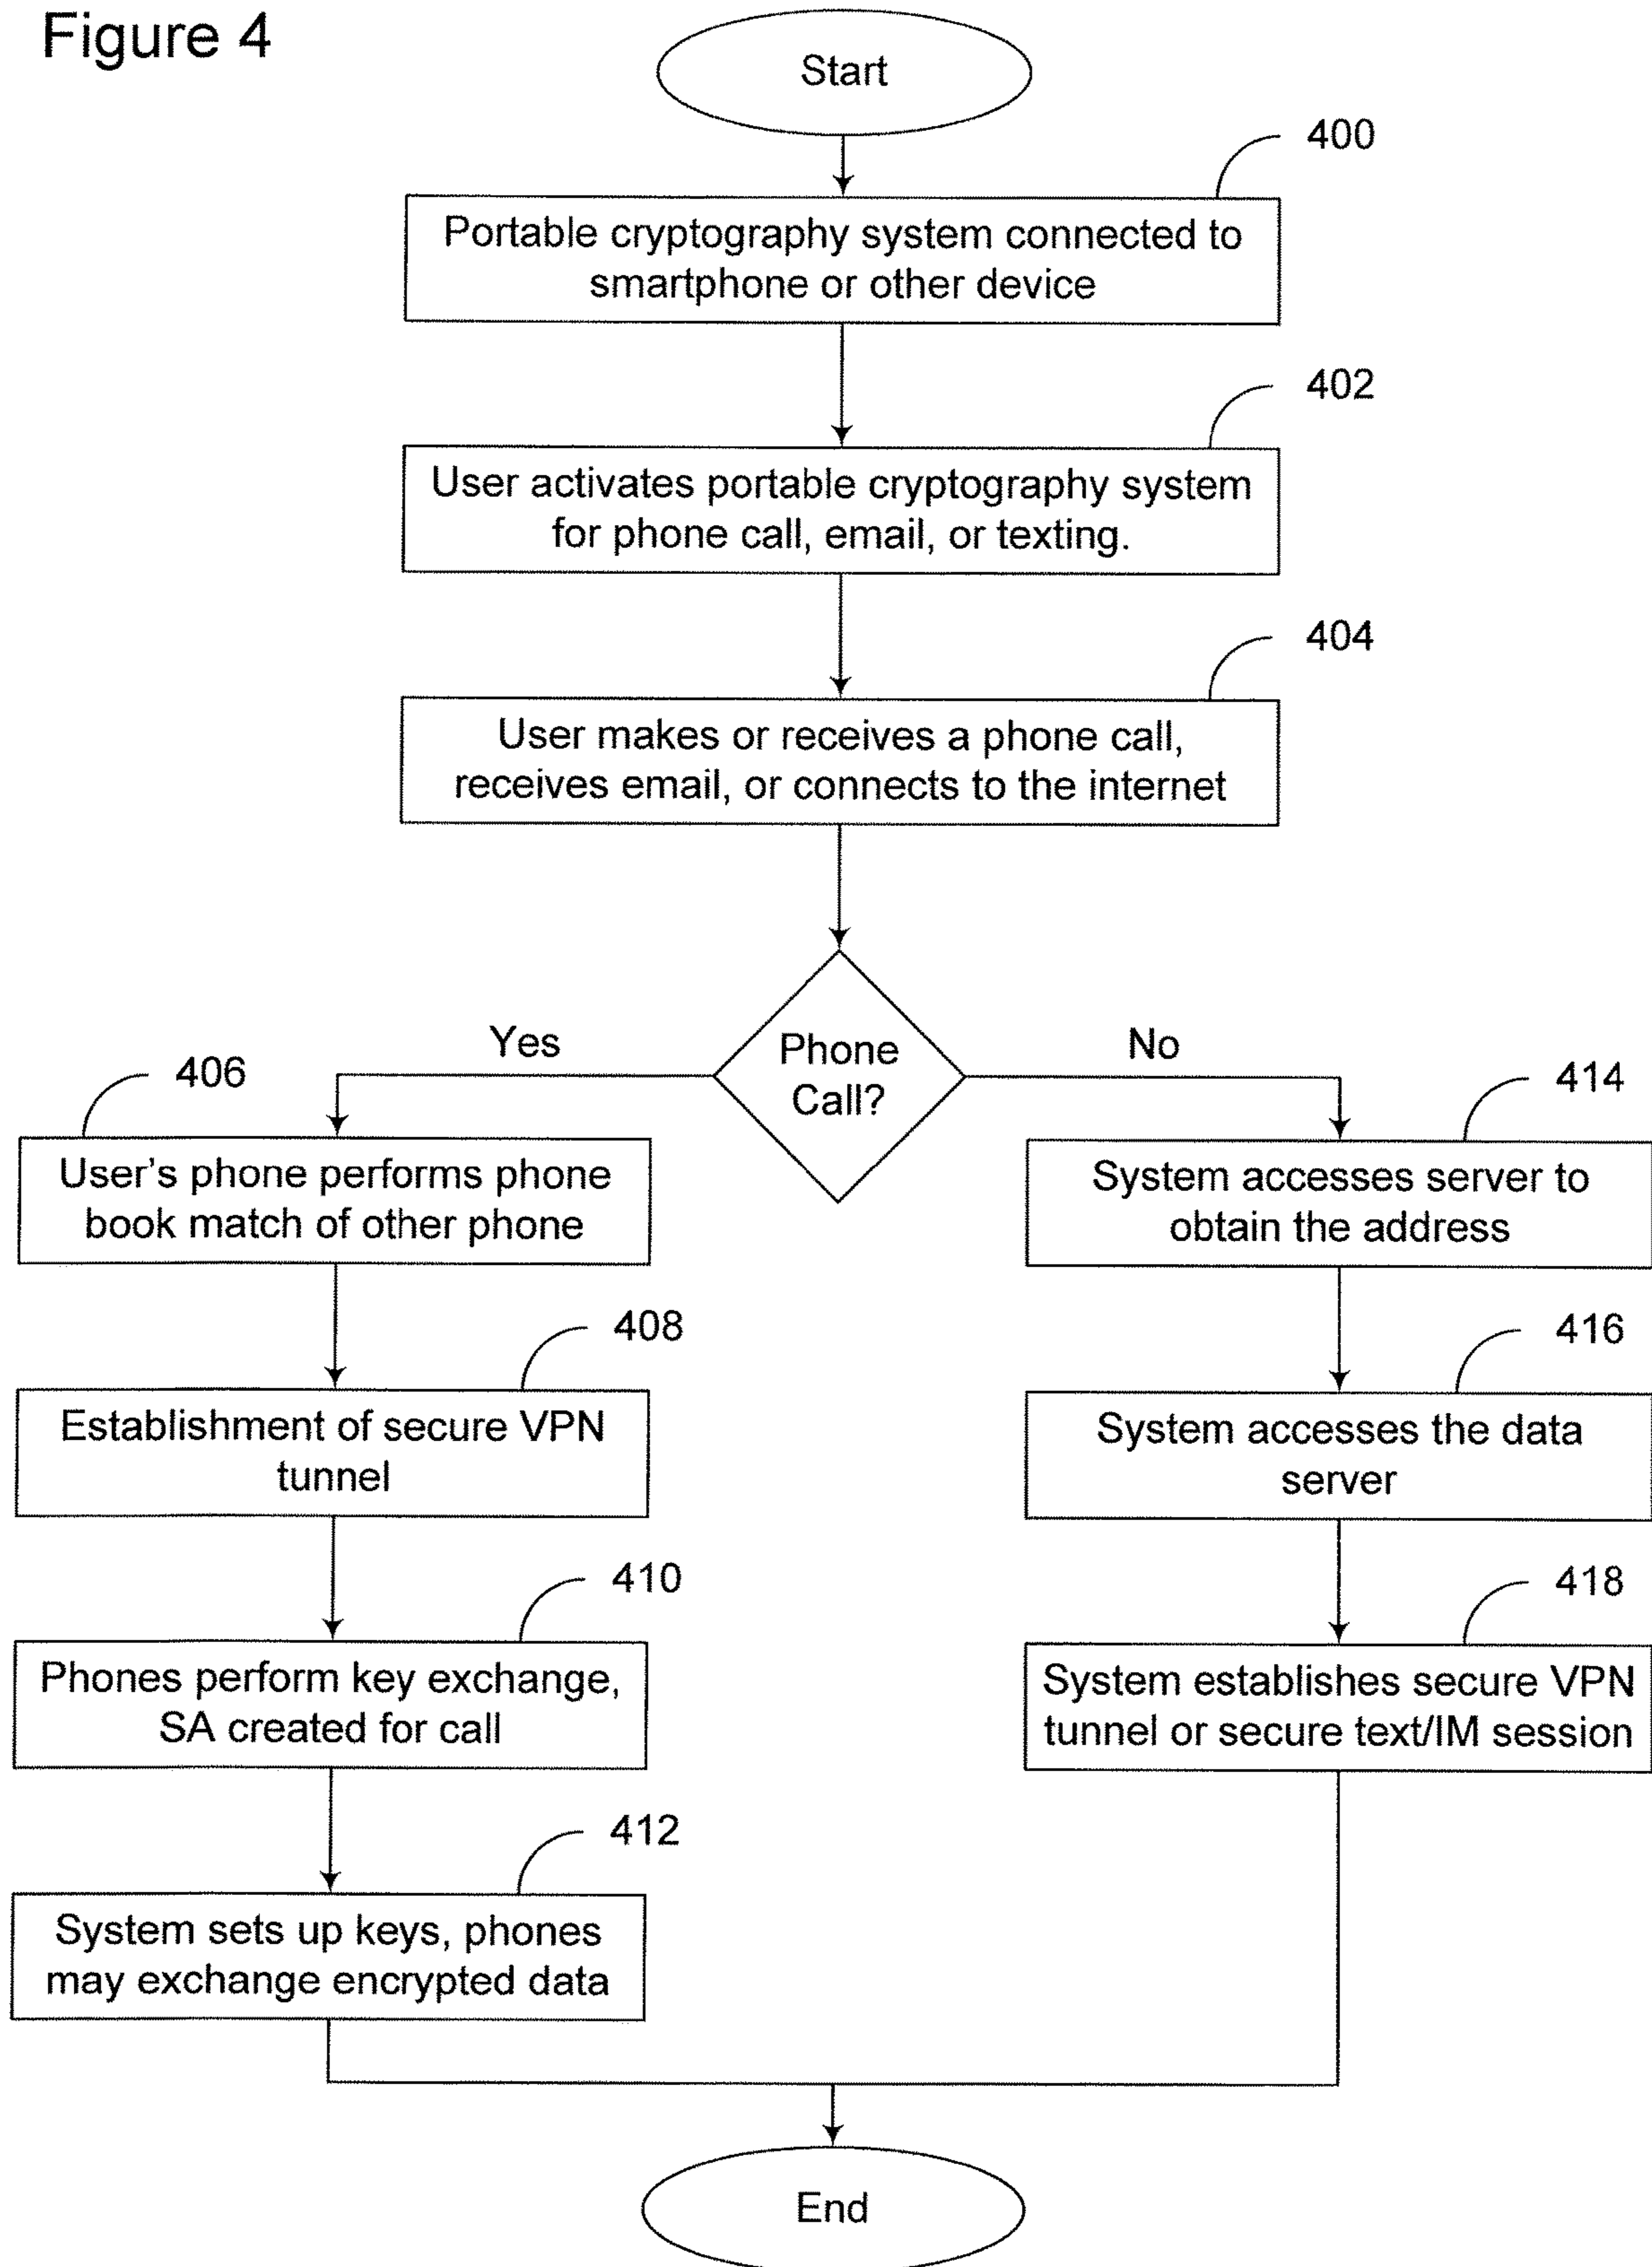 Figure 4
Start
400
Portable cryptography system connected to
smartphone or other device
402
User activates portable cryptography system
for phone call, email, or texting.
404
User makes or receives a phone call,
receives email, or connects to the internet
Phone
Call?
Yes
No
406
User's phone performs phone
book match of other phone
408
Establishment of secure VPN
tunnel
410
Phones perform key exchange,
SA created for call
412
System sets up keys, phones
may exchange encrypted data
414
System accesses server to
obtain the address
416
System accesses the data
server
418
System establishes secure VPN
tunnel or secure text/IM session
End